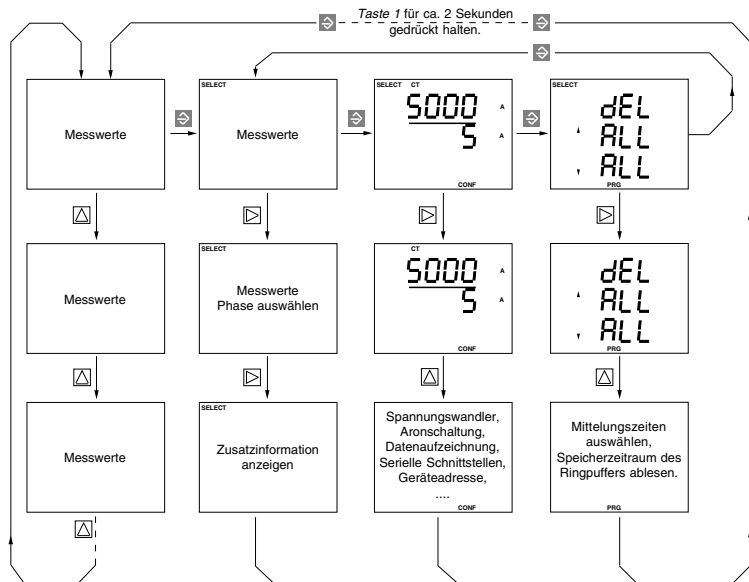 Taste 1 für ca. 2 Sekunden
gedrückt halten.
Messwerte
SELECT
Messwerte
SELECT CT
5000 A
5 A
CONF
SELECT
dEL
ALL
ALL
PRG
Messwerte
SELECT
Messwerte
Phase auswählen
CT
5000 A
5 A
CONF
dEL
ALL
ALL
PRG
Messwerte
SELECT
Zusatzinformation
anzeigen
Spannungswandler,
Aronschaltung,
Datenaufzeichnung,
Serielle Schnittstellen,
Geräteadresse,
....
CONF
Mittelungszeiten
auswählen,
Speicherzeitraum des
Ringpuffers ablesen.
PRG